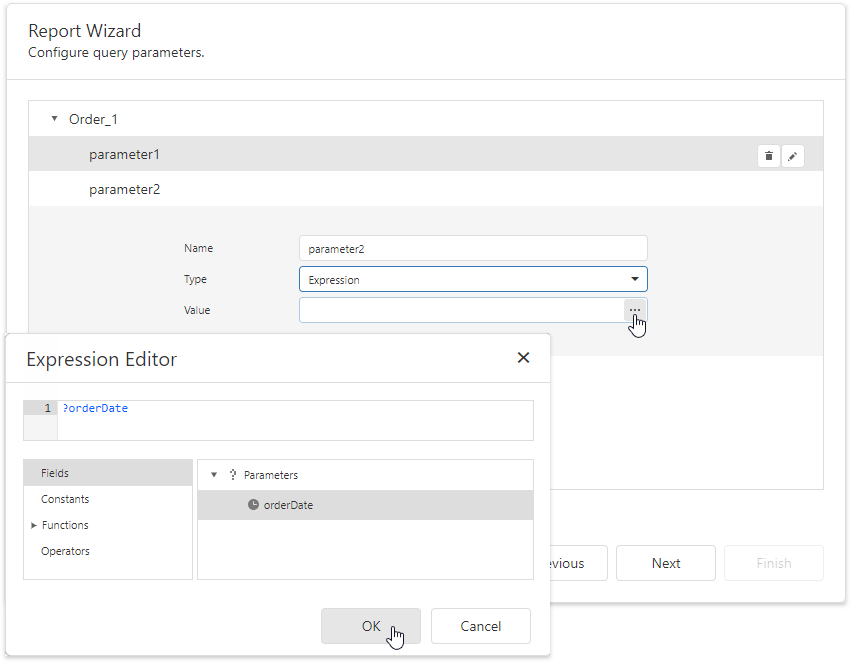 Report Wizard
Configure query parameters.
Order_1
parameter1
parameter2
Name
parameter2
Type
Expression
Value
...
Expression Editor
1 ?orderDate
Fields
Constants
Functions
Operators
Parameters
orderDate
OK
Cancel
Next
Finish